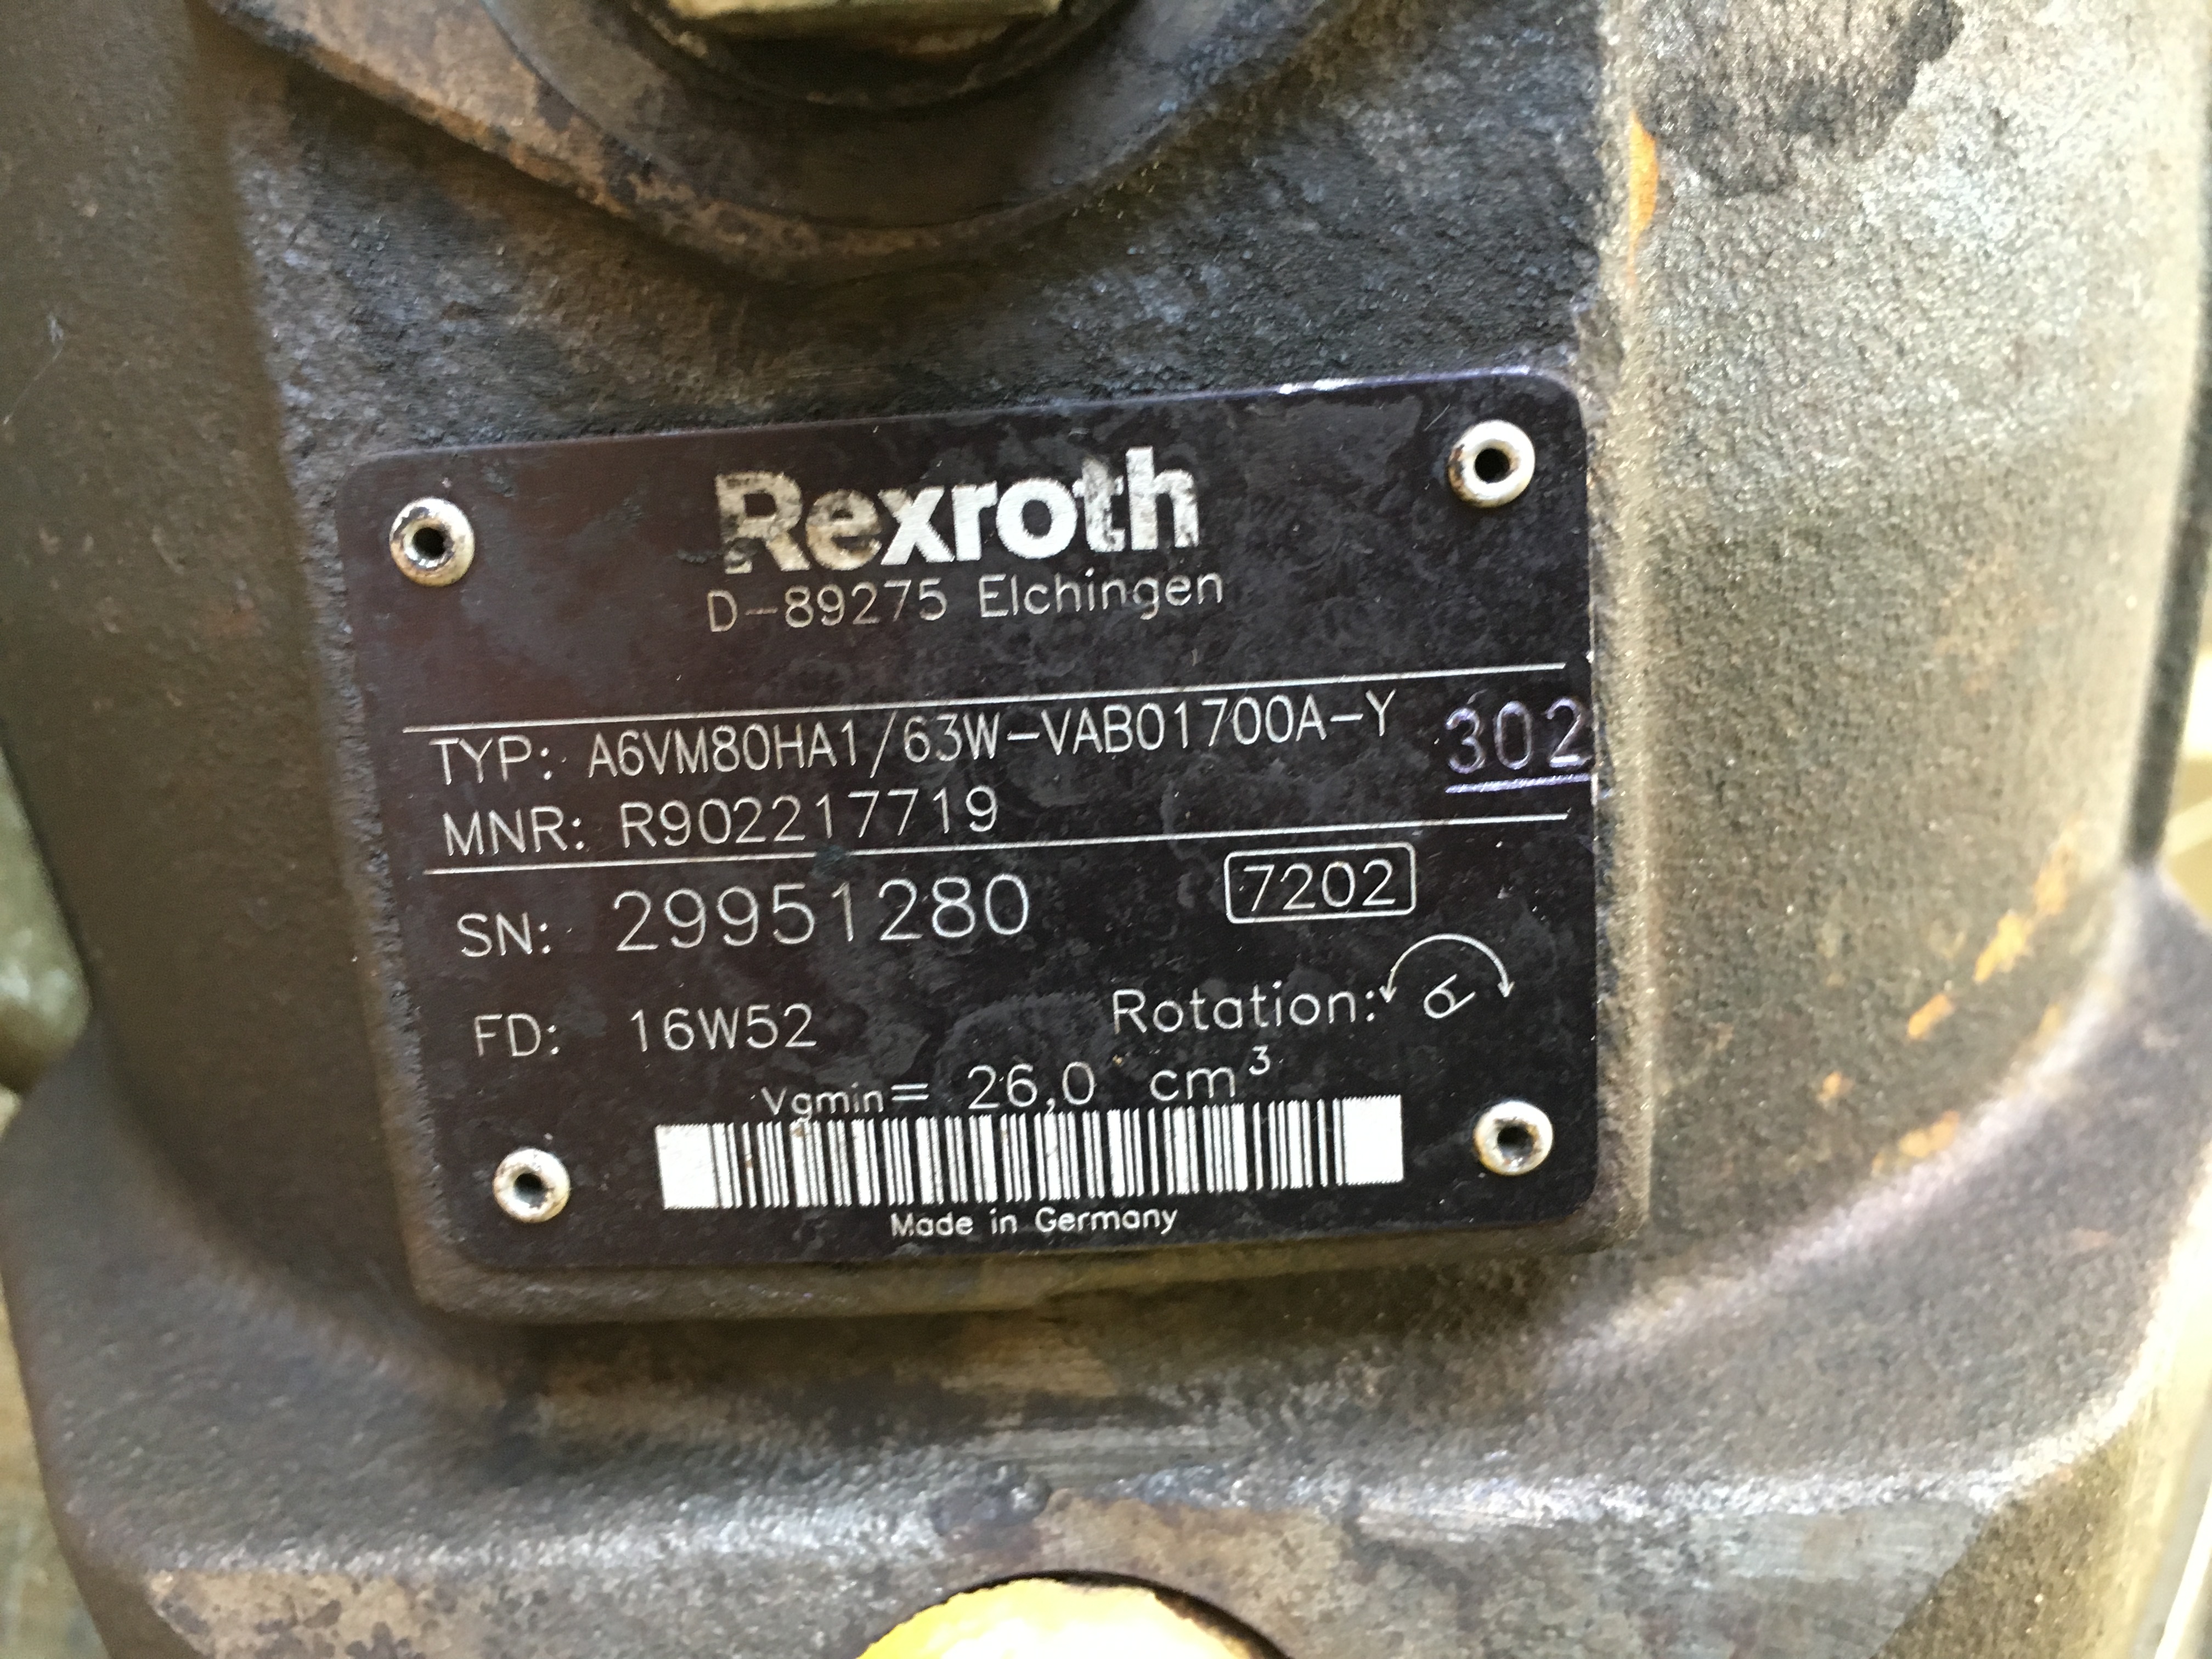 Rexroth
D-89275 Elchingen
TYP: A6VM80HA1/63W-VAB01700A-Y 302
MNR: R902217719
SN: 29951280 7202
FD: 16W52 Rotation:
Vgmin= 26,0 cm³
Made in Germany